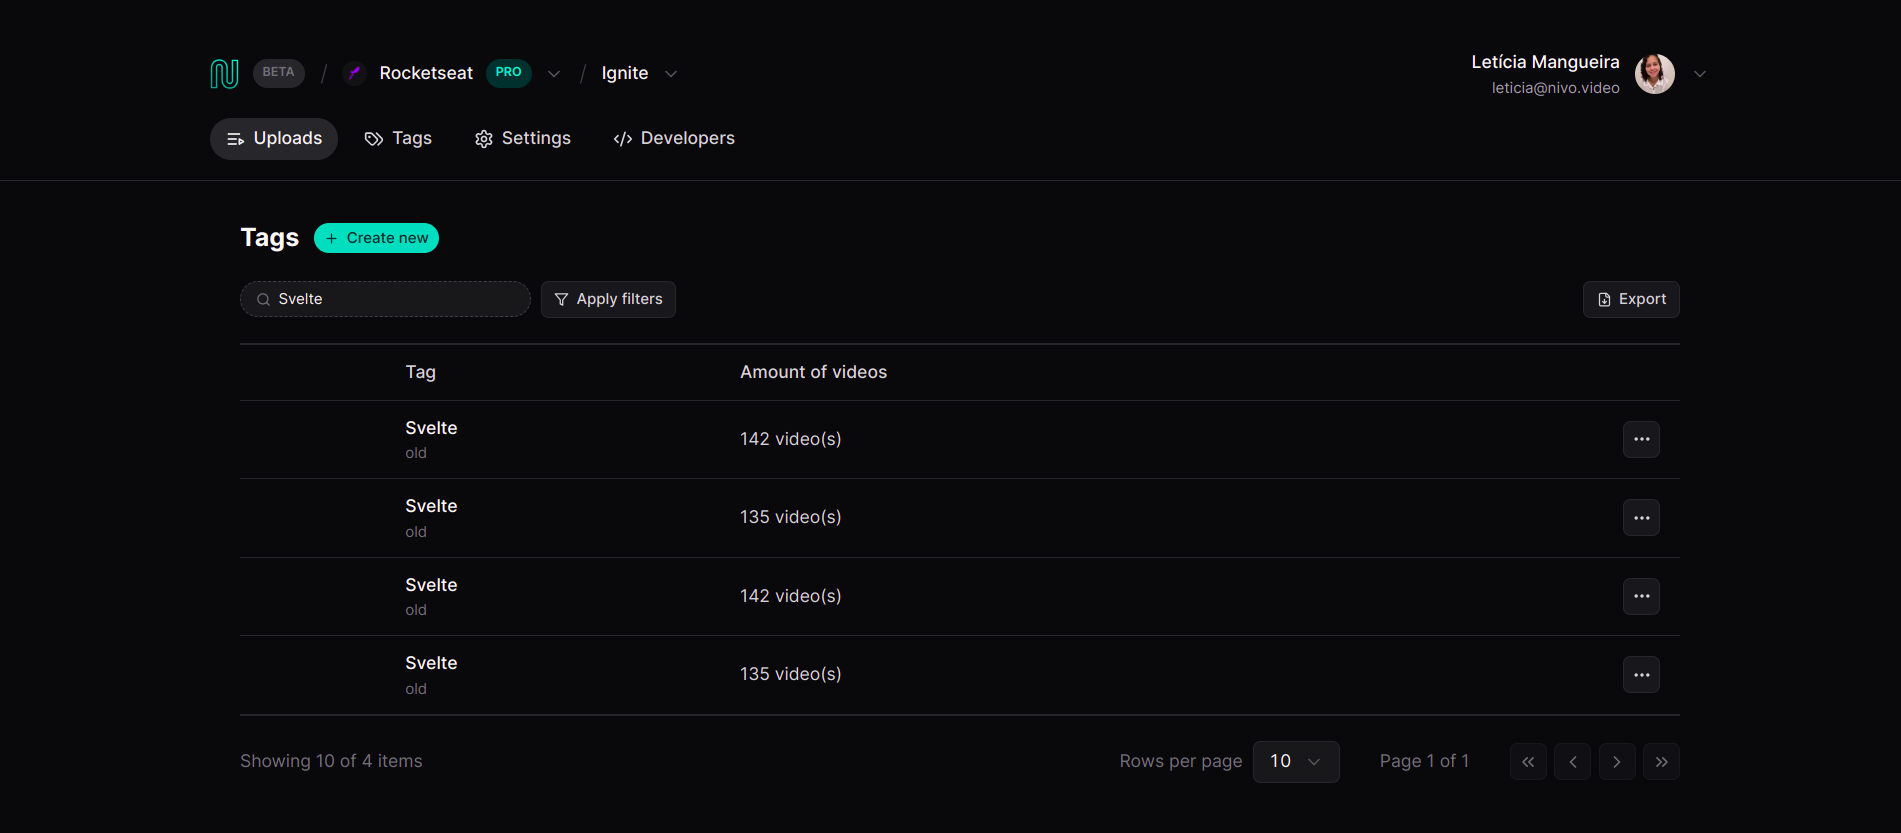 BETA / Rocketseat PRO / Ignite
Letícia Mangueira
leticia@nivo.video
Uploads Tags Settings Developers
Tags + Create new
Svelte Apply filters Export
Tag Amount of videos
Svelte
old
142 video(s)
Svelte
old
135 video(s)
Svelte
old
142 video(s)
Svelte
old
135 video(s)
Showing 10 of 4 items Rows per page 10 Page 1 of 1